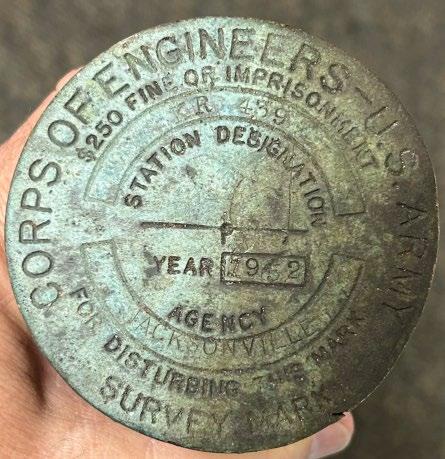 CORPS OF ENGINEERS – U.S. ARMY
$250 FINE OR IMPRISONMENT
KR 439
STATION DESIGNATION
YEAR 1962
AGENCY
JACKSONVILLE
FOR DISTURBING THIS MARK
SURVEY MARK